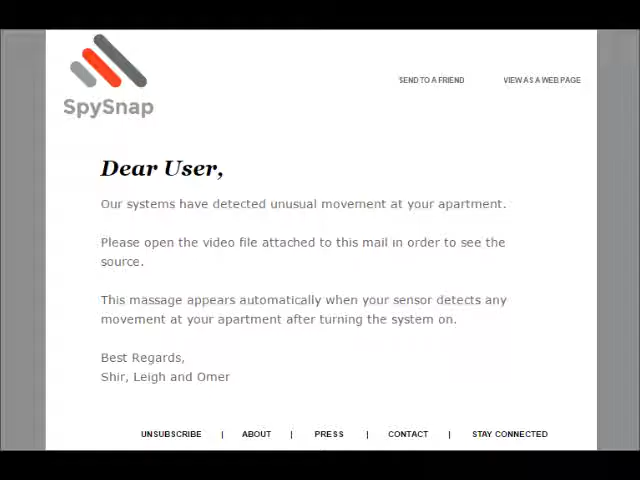 SpySnap
SEND TO A FRIEND
VIEW AS A WEB PAGE
Dear User,
Our systems have detected unusual movement at your apartment.
Please open the video file attached to this mail in order to see the
source.
This massage appears automatically when your sensor detects any
movement at your apartment after turning the system on.
Best Regards,
Shir, Leigh and Omer
UNSUBSCRIBE | ABOUT | PRESS | CONTACT | STAY CONNECTED